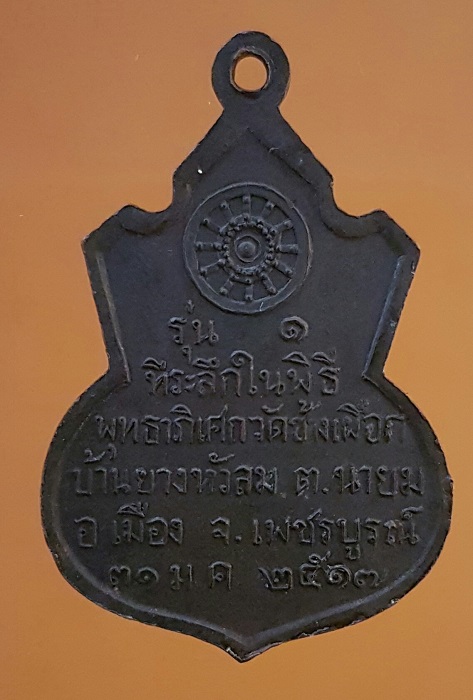 รุ่น ๑
ที่ระลึกในพิธี
พุทธาภิเศกวัดช้างเผือก
บ้านยางหัวลม ต.นายม
อ เมือง จ.เพชรบูรณ์
๓๑ ม ค ๒๕๑๗